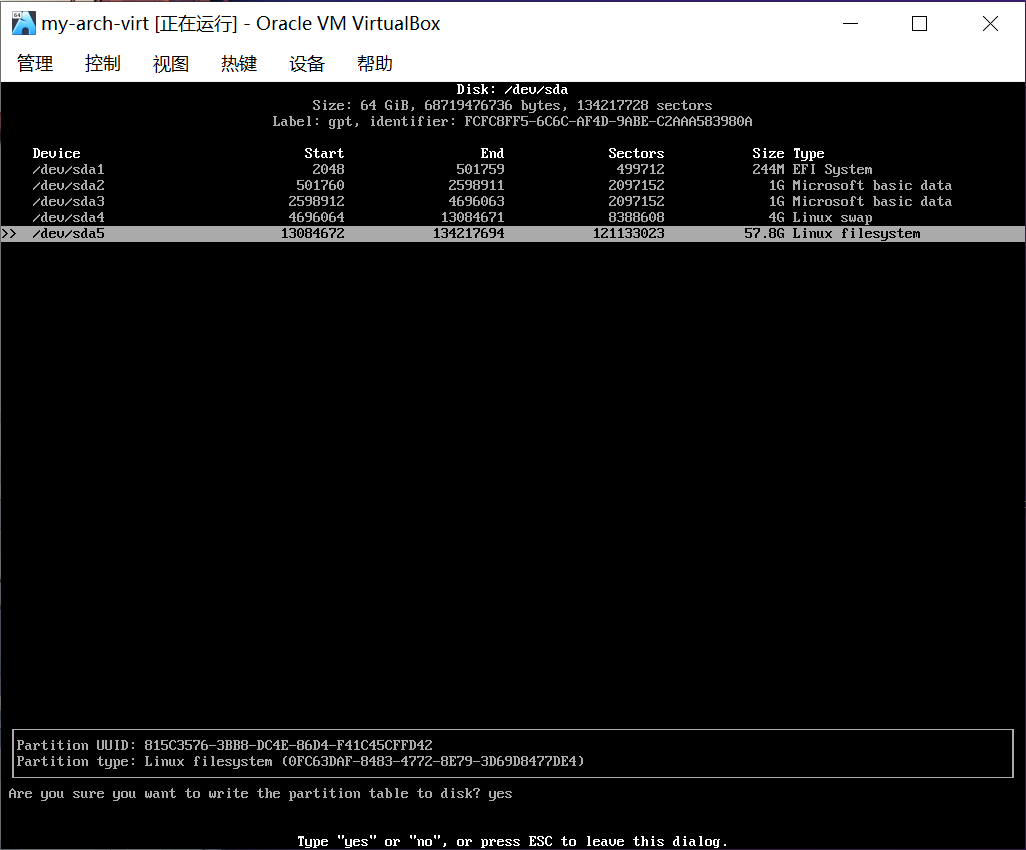 my-arch-virt [正在运行] - Oracle VM VirtualBox
管理 控制 视图 热键 设备 帮助
Disk: /dev/sda
Size: 64 GiB, 68719476736 bytes, 134217728 sectors
Label: gpt, identifier: FCFC8FF5-6C6C-AF4D-9ABE-C2AAA583980A
Device Start End Sectors Size Type
/dev/sda1 2048 501759 499712 244M EFI System
/dev/sda2 501760 2598911 2097152 1G Microsoft basic data
/dev/sda3 2598912 4696063 2097152 1G Microsoft basic data
/dev/sda4 4696064 13084671 8388608 4G Linux swap
>> /dev/sda5 13084672 134217694 121133023 57.8G Linux filesystem
Partition UUID: 815C3576-3BB8-DC4E-86D4-F41C45CFFD42
Partition type: Linux filesystem (0FC63DAF-8483-4772-8E79-3D69D8477DE4)
Are you sure you want to write the partition table to disk? yes
Type "yes" or "no", or press ESC to leave this dialog.